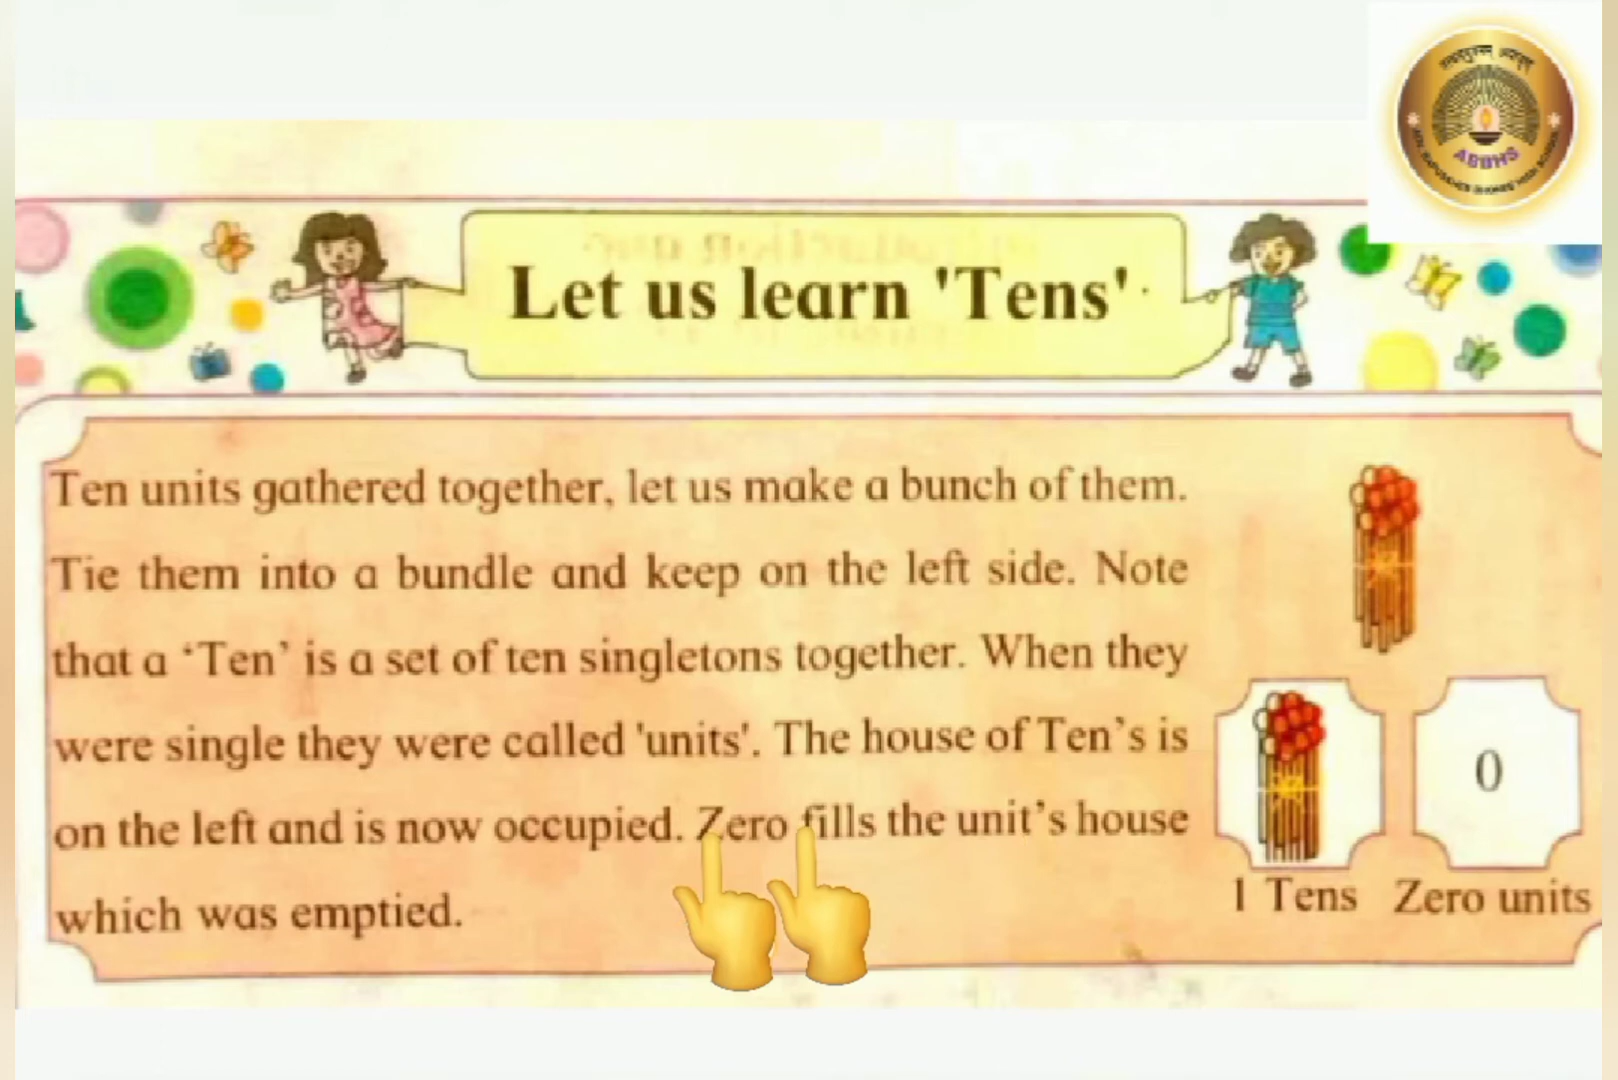 ABBHS
Let us learn 'Tens'
Ten units gathered together, let us make a bunch of them.
Tie them into a bundle and keep on the left side. Note
that a ‘Ten’ is a set of ten singletons together. When they
were single they were called 'units'. The house of Ten’s is
on the left and is now occupied. Zero fills the unit’s house
which was emptied.
0
1 Tens Zero units